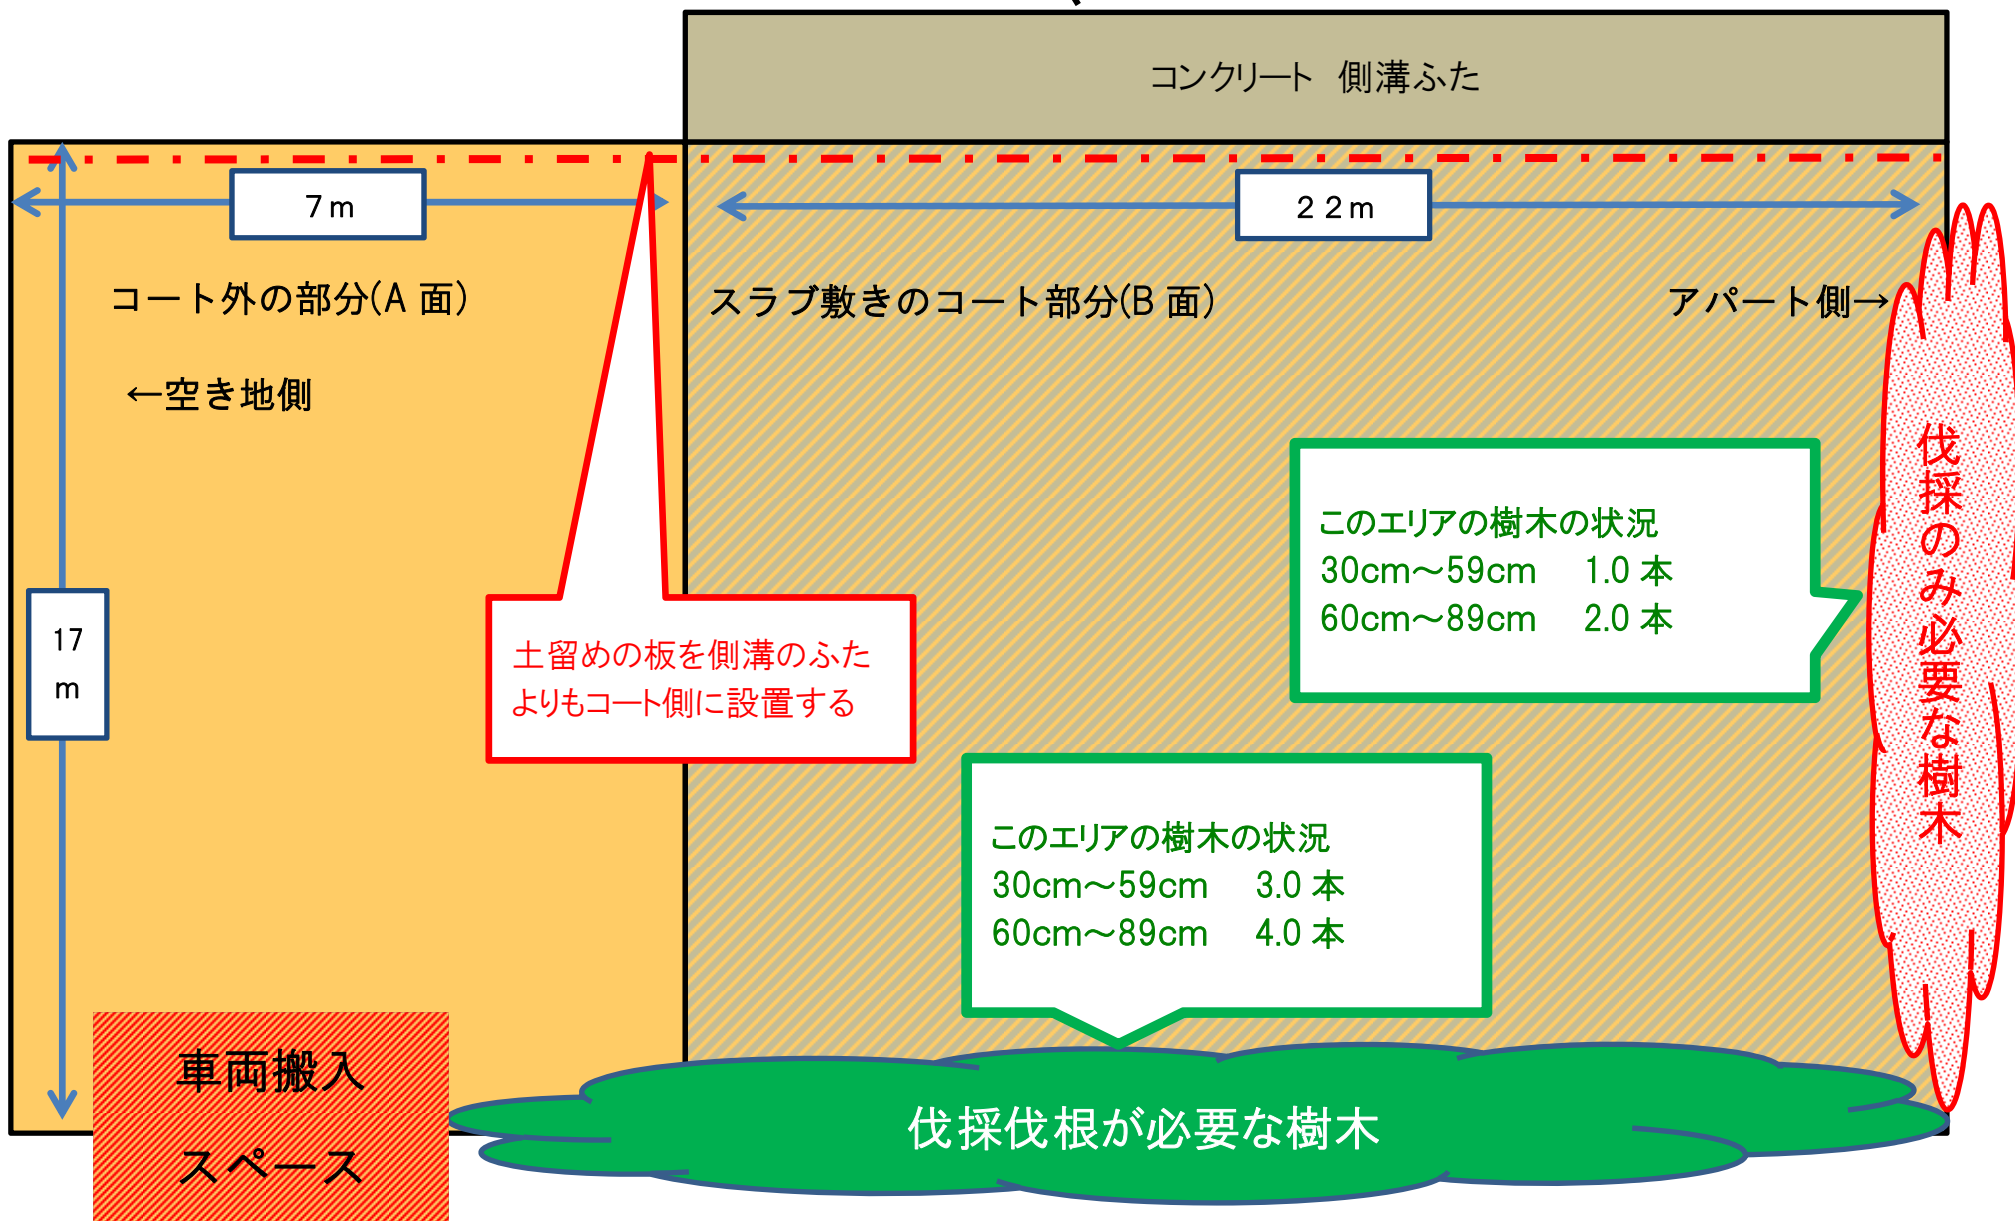 コンクリート　側溝ふた
７ｍ
２２ｍ
コート外の部分(A 面)
スラブ敷きのコート部分(B 面)
アパート側→
←空き地側
伐採のみ必要な樹木
このエリアの樹木の状況
30cm～59cm　1.0 本
60cm～89cm　2.0 本
17
m
土留めの板を側溝のふた
よりもコート側に設置する
このエリアの樹木の状況
30cm～59cm　3.0 本
60cm～89cm　4.0 本
車両搬入
スペース
伐採伐根が必要な樹木